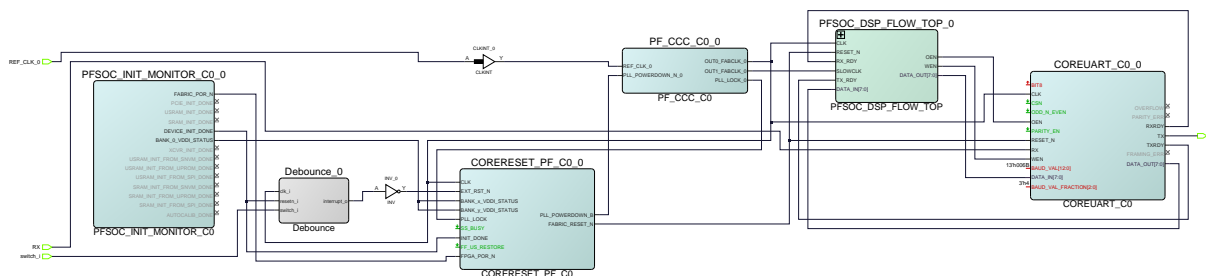 REF_CLK_0
RX
switch_i
PFSOC_INIT_MONITOR_C0_0
FABRIC_POR_N
PCIE_INIT_DONE
USRAM_INIT_DONE
SRAM_INIT_DONE
DEVICE_INIT_DONE
BANK_0_VDDI_STATUS
XCVR_INIT_DONE
USRAM_INIT_FROM_SNVM_DONE
USRAM_INIT_FROM_UPROM_DONE
USRAM_INIT_FROM_SPI_DONE
SRAM_INIT_FROM_SNVM_DONE
SRAM_INIT_FROM_UPROM_DONE
SRAM_INIT_FROM_SPI_DONE
AUTOCALIB_DONE
PFSOC_INIT_MONITOR_C0
Debounce_0
clk_i
resetn_i
switch_i
interrupt_o
Debounce
INV_0
A
Y
INV
CLKINT_0
A
Y
CLKINT
CORERESET_PF_C0_0
CLK
EXT_RST_N
BANK_x_VDDI_STATUS
BANK_y_VDDI_STATUS
PLL_LOCK
SS_BUSY
INIT_DONE
FF_US_RESTORE
FPGA_POR_N
PLL_POWERDOWN_B
FABRIC_RESET_N
CORERESET_PF_C0
PF_CCC_C0_0
REF_CLK_0
PLL_POWERDOWN_N_0
OUT0_FABCLK_0
OUT1_FABCLK_0
PLL_LOCK_0
PF_CCC_C0
PFSOC_DSP_FLOW_TOP_0
CLK
RESET_N
RX_RDY
SLOWCLK
TX_RDY
DATA_IN[7:0]
OEN
WEN
DATA_OUT[7:0]
PFSOC_DSP_FLOW_TOP
COREUART_C0_0
BIT8
CLK
CSN
ODD_N_EVEN
OEN
PARITY_EN
RESET_N
RX
WEN
13'h006B
BAUD_VAL[12:0]
DATA_IN[7:0]
3'h4
BAUD_VAL_FRACTION[2:0]
OVERFLOW
PARITY_ERR
RXRDY
TX
TXRDY
FRAMING_ERR
DATA_OUT[7:0]
COREUART_C0